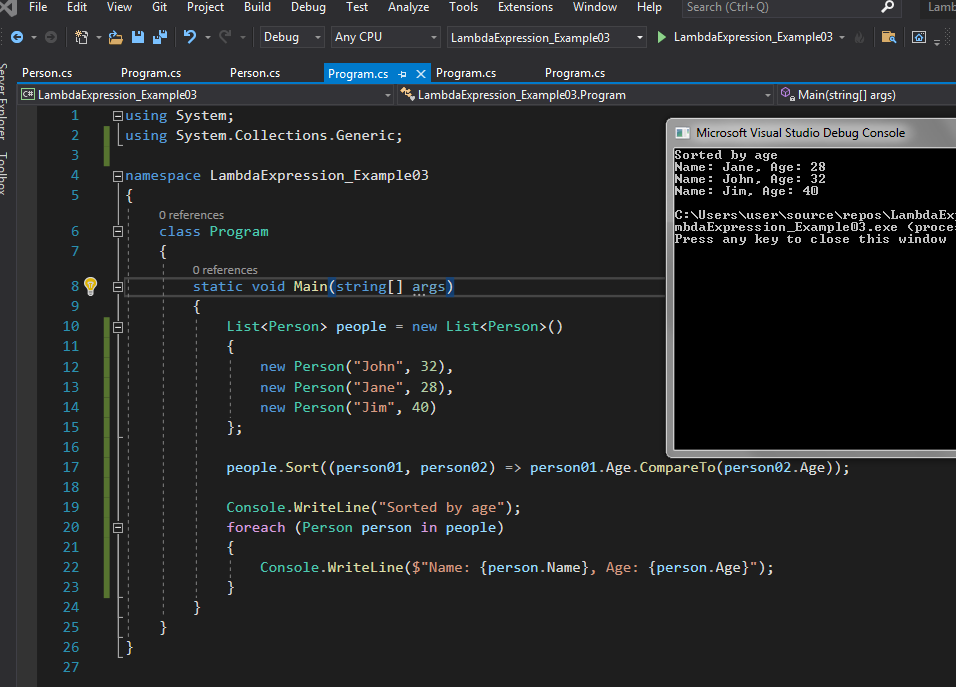 File Edit View Git Project Build Debug Test Analyze Tools Extensions Window Help Search (Ctrl+Q)
Debug Any CPU LambdaExpression_Example03 LambdaExpression_Example03
Person.cs Program.cs Person.cs Program.cs Program.cs Program.cs
C# LambdaExpression_Example03 LambdaExpression_Example03.Program Main(string[] args)
Server Explorer
Toolbox
1 using System;
2 using System.Collections.Generic;
3
4 namespace LambdaExpression_Example03
5 {
0 references
6 class Program
7 {
0 references
8 static void Main(string[] args)
9 {
10 List<Person> people = new List<Person>()
11 {
12 new Person("John", 32),
13 new Person("Jane", 28),
14 new Person("Jim", 40)
15 };
16
17 people.Sort((person01, person02) => person01.Age.CompareTo(person02.Age));
18
19 Console.WriteLine("Sorted by age");
20 foreach (Person person in people)
21 {
22 Console.WriteLine($"Name: {person.Name}, Age: {person.Age}");
23 }
24 }
25 }
26 }
27
Microsoft Visual Studio Debug Console
Sorted by age
Name: Jane, Age: 28
Name: John, Age: 32
Name: Jim, Age: 40
C:\Users\user\source\repos\LambdaExp
mbdaExpression_Example03.exe (proce
Press any key to close this window